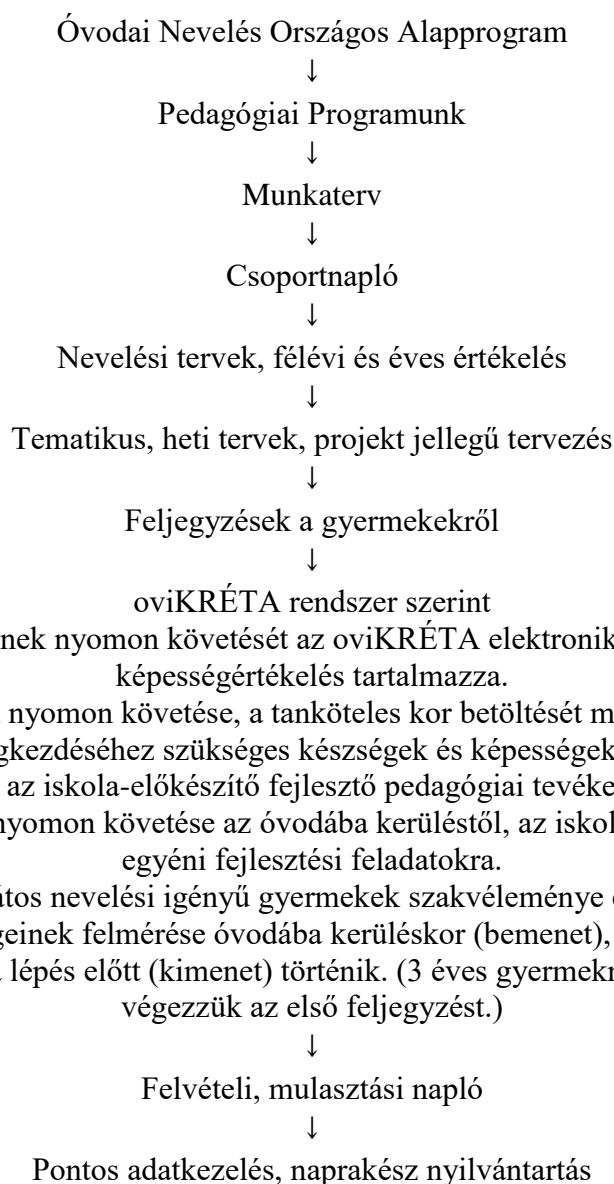 Óvodai Nevelés Országos Alapprogram
↓
Pedagógiai Programunk
↓
Munkaterv
↓
Csoportnapló
↓
Nevelési tervek, félévi és éves értékelés
↓
Tematikus, heti tervek, projekt jellegű tervezés
↓
Feljegyzések a gyermekekről
↓
oviKRÉTA rendszer szerint
nek nyomon követését az oviKRÉTA elektronik
képességértékelés tartalmazza.
nyomon követése, a tanköteles kor betöltését m
gkezdéséhez szükséges készségek és képességek
az iskola-előkészítő fejlesztő pedagógiai tevéke
nyomon követése az óvodába kerüléstől, az iskol
egyéni fejlesztési feladatokra.
átos nevelési igényű gyermekek szakvéleménye
geinek felmérése óvodába kerüléskor (bemenet),
lépés előtt (kimenet) történik. (3 éves gyermek
végezzük az első feljegyzést.)
↓
Felvételi, mulasztási napló
↓
Pontos adatkezelés, naprakész nyilvántartás